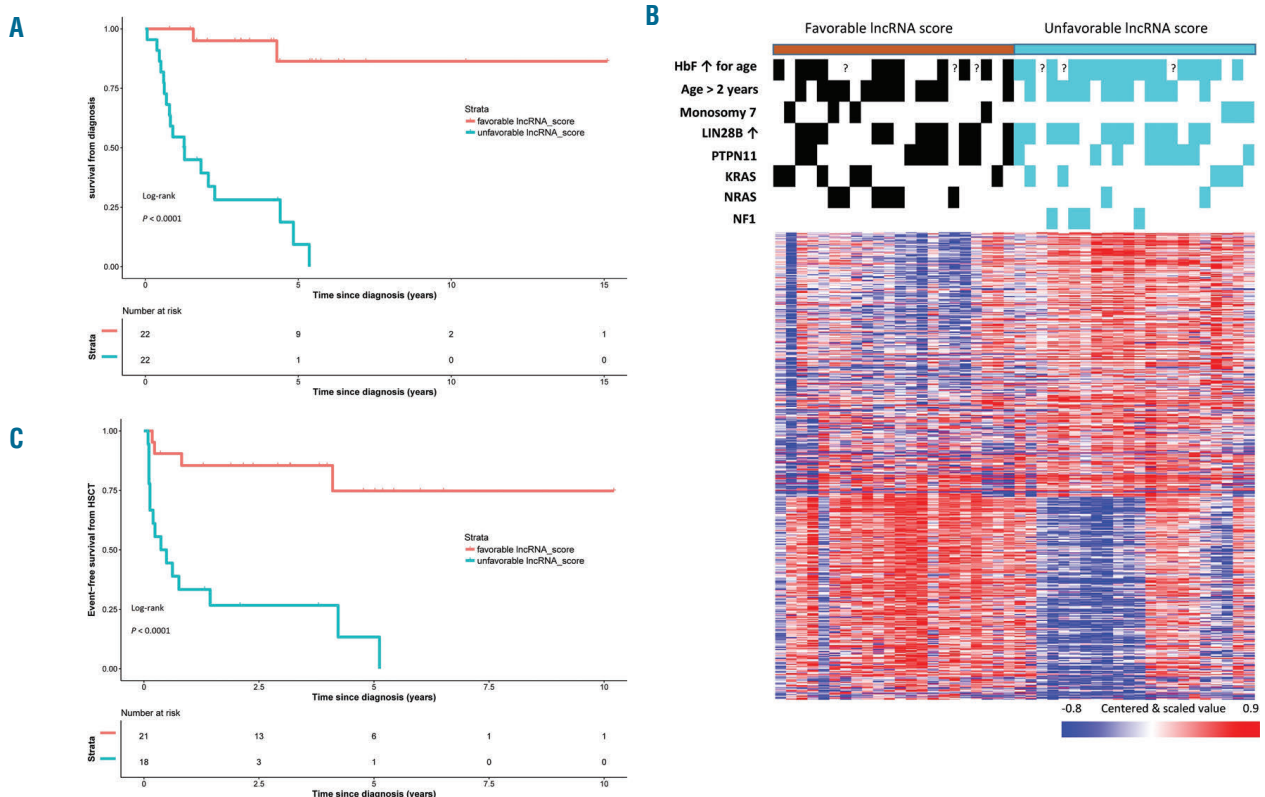 A
1.00
0.75
0.50
0.25
0.00
survival from diagnosis
Strata
favorable lncRNA_score
unfavorable lncRNA_score
Log-rank
P < 0.0001
0 5 10 15
Time since diagnosis (years)
Number at risk
Strata
22 9 2 1
22 1 0 0
0 5 10 15
Time since diagnosis (years)
C
1.00
0.75
0.50
0.25
0.00
Event-free survival from HSCT
Strata
favorable lncRNA_score
unfavorable lncRNA_score
Log-rank
P < 0.0001
0 2.5 5 7.5 10
Time since diagnosis (years)
Number at risk
Strata
21 13 6 1 1
18 3 1 0 0
0 2.5 5 7.5 10
Time since diagnosis (years)
B
Favorable lncRNA score Unfavorable lncRNA score
HbF ↑ for age ? ? ? ? ? ?
Age > 2 years
Monosomy 7
LIN28B ↑
PTPN11
KRAS
NRAS
NF1
-0.8 Centered & scaled value 0.9